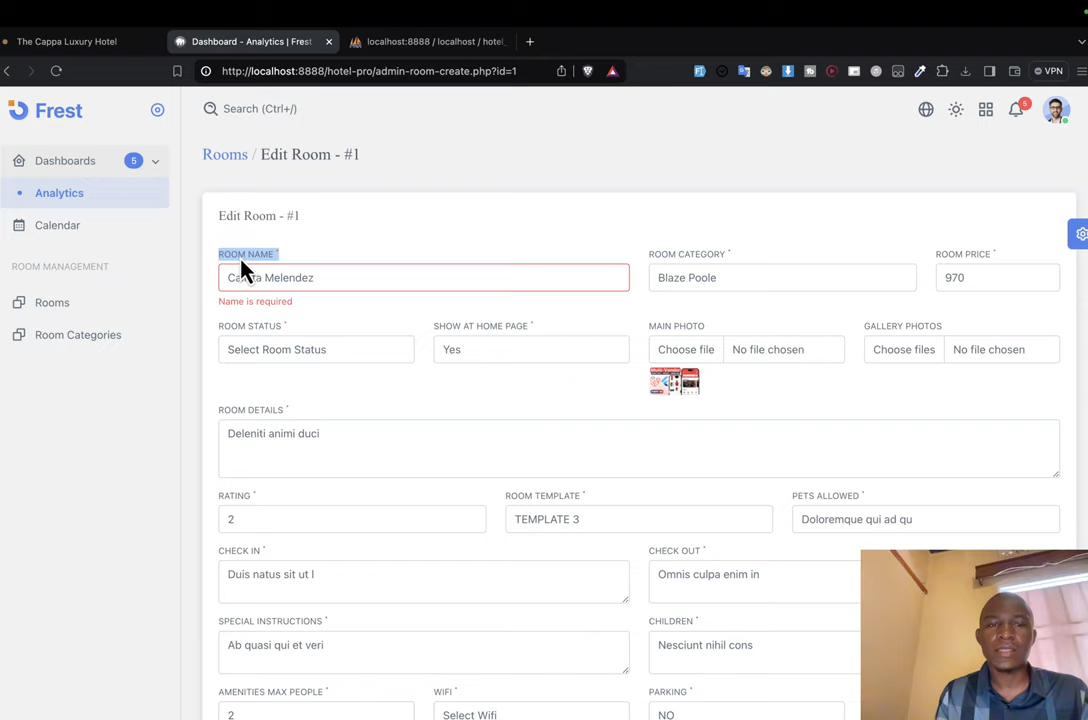 The Cappa Luxury Hotel
Dashboard - Analytics | Frest
localhost:8888 / localhost / hotel_
http://localhost:8888/hotel-pro/admin-room-create.php?id=1
VPN
Frest
Search (Ctrl+/)
5
Dashboards 5
Analytics
Calendar
ROOM MANAGEMENT
Rooms
Room Categories
Rooms / Edit Room - #1
Edit Room - #1
ROOM NAME * ROOM CATEGORY * ROOM PRICE *
Melendez Blaze Poole 970
Name is required
ROOM STATUS * SHOW AT HOME PAGE * MAIN PHOTO GALLERY PHOTOS
Select Room Status Yes Choose file No file chosen Choose files No file chosen
ROOM DETAILS *
Deleniti animi duci
RATING * ROOM TEMPLATE * PETS ALLOWED *
2 TEMPLATE 3 Doloremque qui ad qu
CHECK IN * CHECK OUT *
Duis natus sit ut l Omnis culpa enim in
SPECIAL INSTRUCTIONS * CHILDREN *
Ab quasi qui et veri Nesciunt nihil cons
AMENITIES MAX PEOPLE * WIFI * PARKING *
2 Select Wifi NO